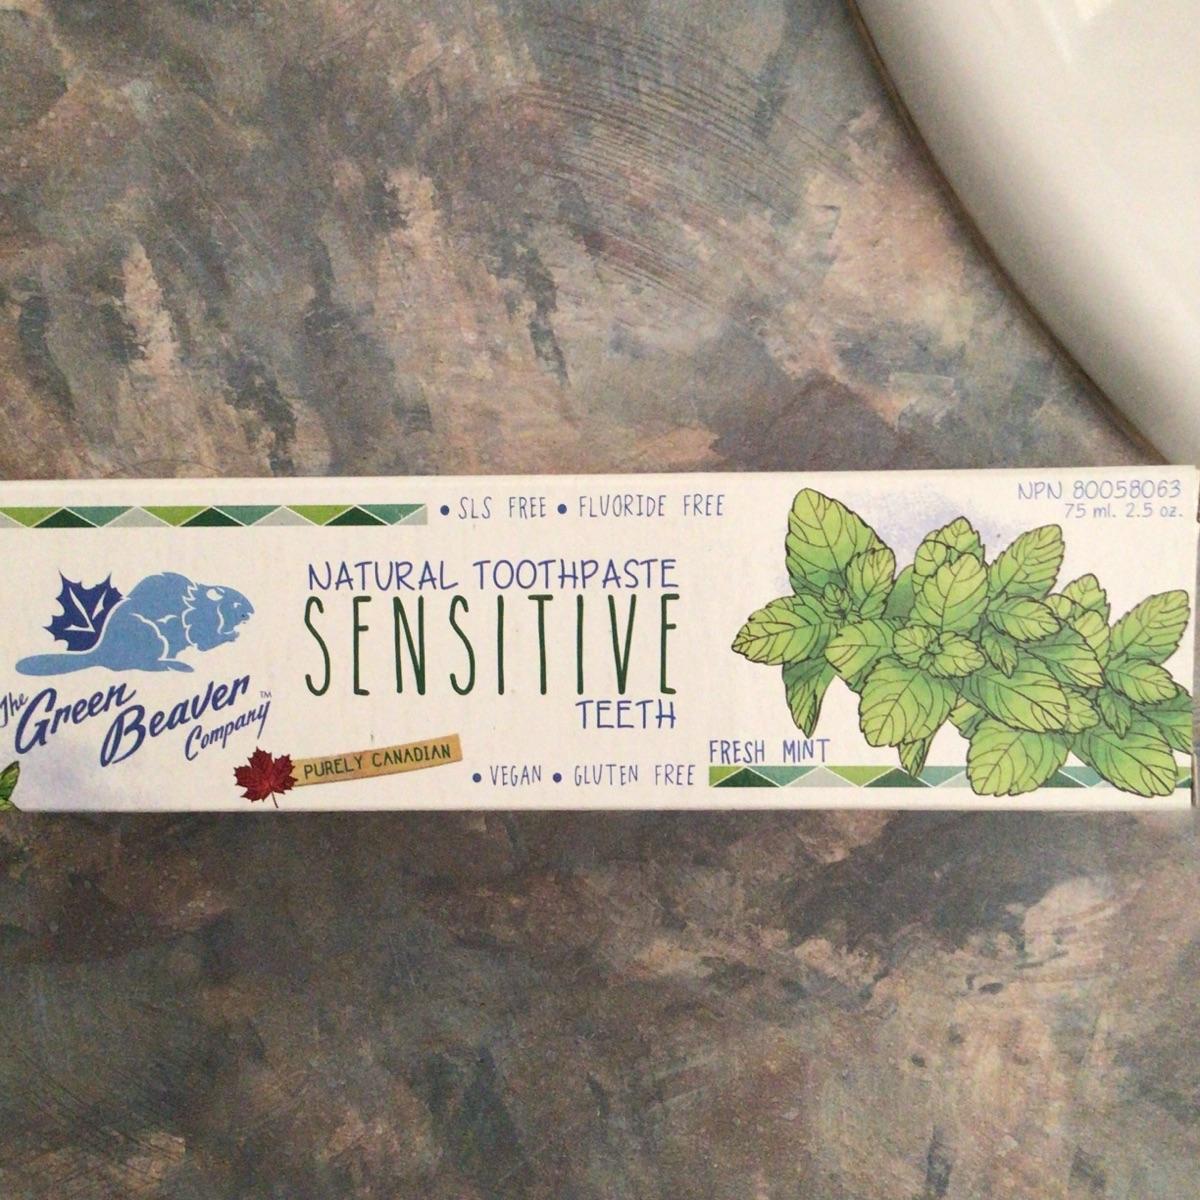 • SLS FREE • FLUORIDE FREE
NPN 80058063
75 ml. 2.5 oz.
NATURAL TOOTHPASTE
SENSITIVE
TEETH
The Green Beaver Company™
PURELY CANADIAN
FRESH MINT
• VEGAN • GLUTEN FREE